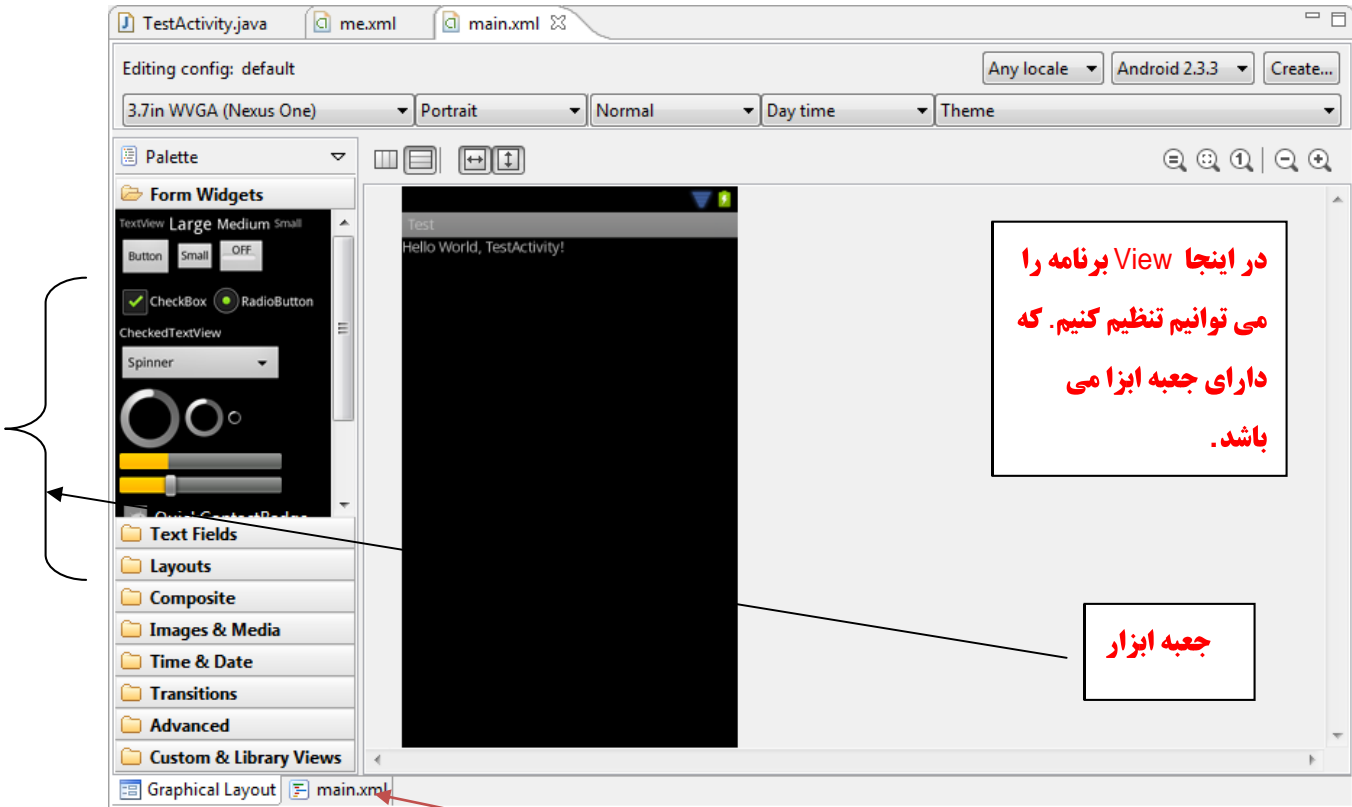 TestActivity.java me.xml main.xml
Editing config: default Any locale Android 2.3.3 Create...
3.7in WVGA (Nexus One) Portrait Normal Day time Theme
Palette
Form Widgets
TextView Large Medium Small
Button Small OFF
CheckBox RadioButton
CheckedTextView
Spinner
Text Fields
Layouts
Composite
Images & Media
Time & Date
Transitions
Advanced
Custom & Library Views
Graphical Layout main.xml
Test
Hello World, TestActivity!
در اینجا View برنامه را
می توانیم تنظیم کنیم. که
دارای جعبه ابزا می
باشد.
جعبه ابزار